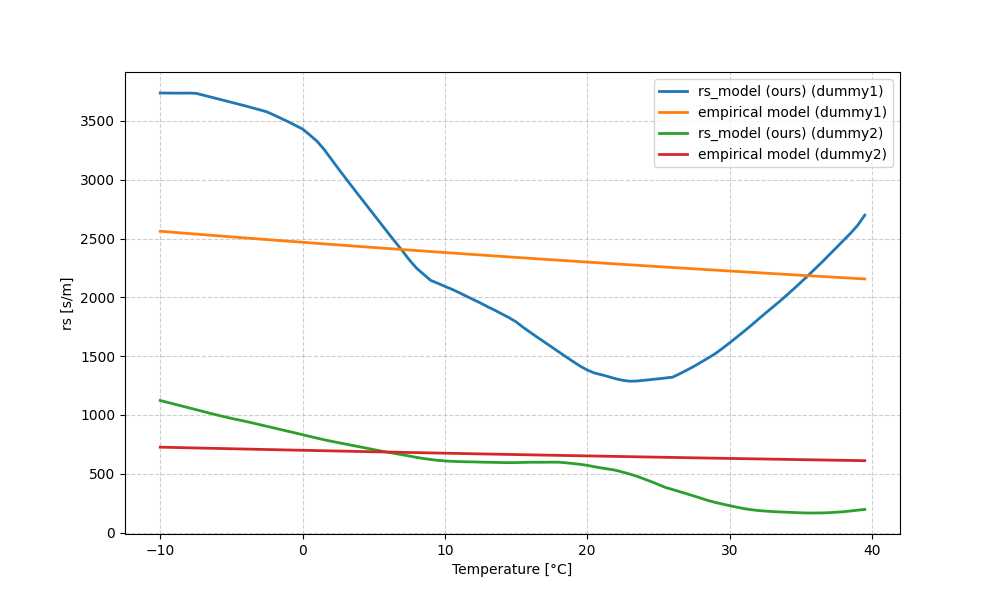 rs_model (ours) (dummy1)
empirical model (dummy1)
rs_model (ours) (dummy2)
empirical model (dummy2)
rs [s/m]
3500
3000
2500
2000
1500
1000
500
0
−10 0 10 20 30 40
Temperature [°C]